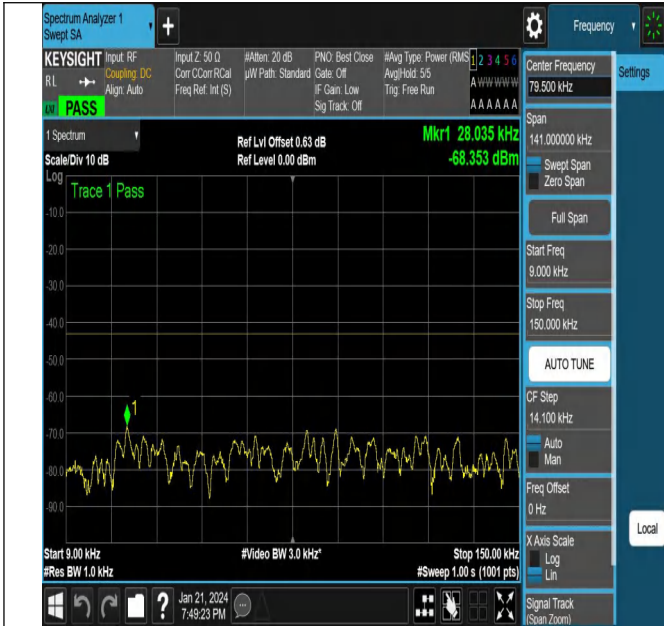 Spectrum Analyzer 1
Swept SA
Frequency
KEYSIGHT
RL
LXI
PASS
Input: RF
Coupling: DC
Align: Auto
Input Z: 50 Ω
Corr CCorr RCal
Freq Ref: Int (S)
#Atten: 20 dB
µW Path: Standard
PNO: Best Close
Gate: Off
IF Gain: Low
Sig Track: Off
#Avg Type: Power (RMS
Avg|Hold: 5/5
Trig: Free Run
1 2 3 4 5 6
A W W W W W
A A A A A A
1 Spectrum
Scale/Div 10 dB
Log
Ref Lvl Offset 0.63 dB
Ref Level 0.00 dBm
Mkr1 28.035 kHz
-68.353 dBm
Trace 1 Pass
-10.0
-20.0
-30.0
-40.0
-50.0
-60.0
-70.0
-80.0
-90.0
1
Start 9.00 kHz
#Res BW 1.0 kHz
#Video BW 3.0 kHz*
Stop 150.00 kHz
#Sweep 1.00 s (1001 pts)
?
Jan 21, 2024
7:49:23 PM
Center Frequency
79.500 kHz
Settings
Span
141.000000 kHz
Swept Span
Zero Span
Full Span
Start Freq
9.000 kHz
Stop Freq
150.000 kHz
AUTO TUNE
CF Step
14.100 kHz
Auto
Man
Freq Offset
0 Hz
X Axis Scale
Log
Lin
Local
Signal Track
(Span Zoom)